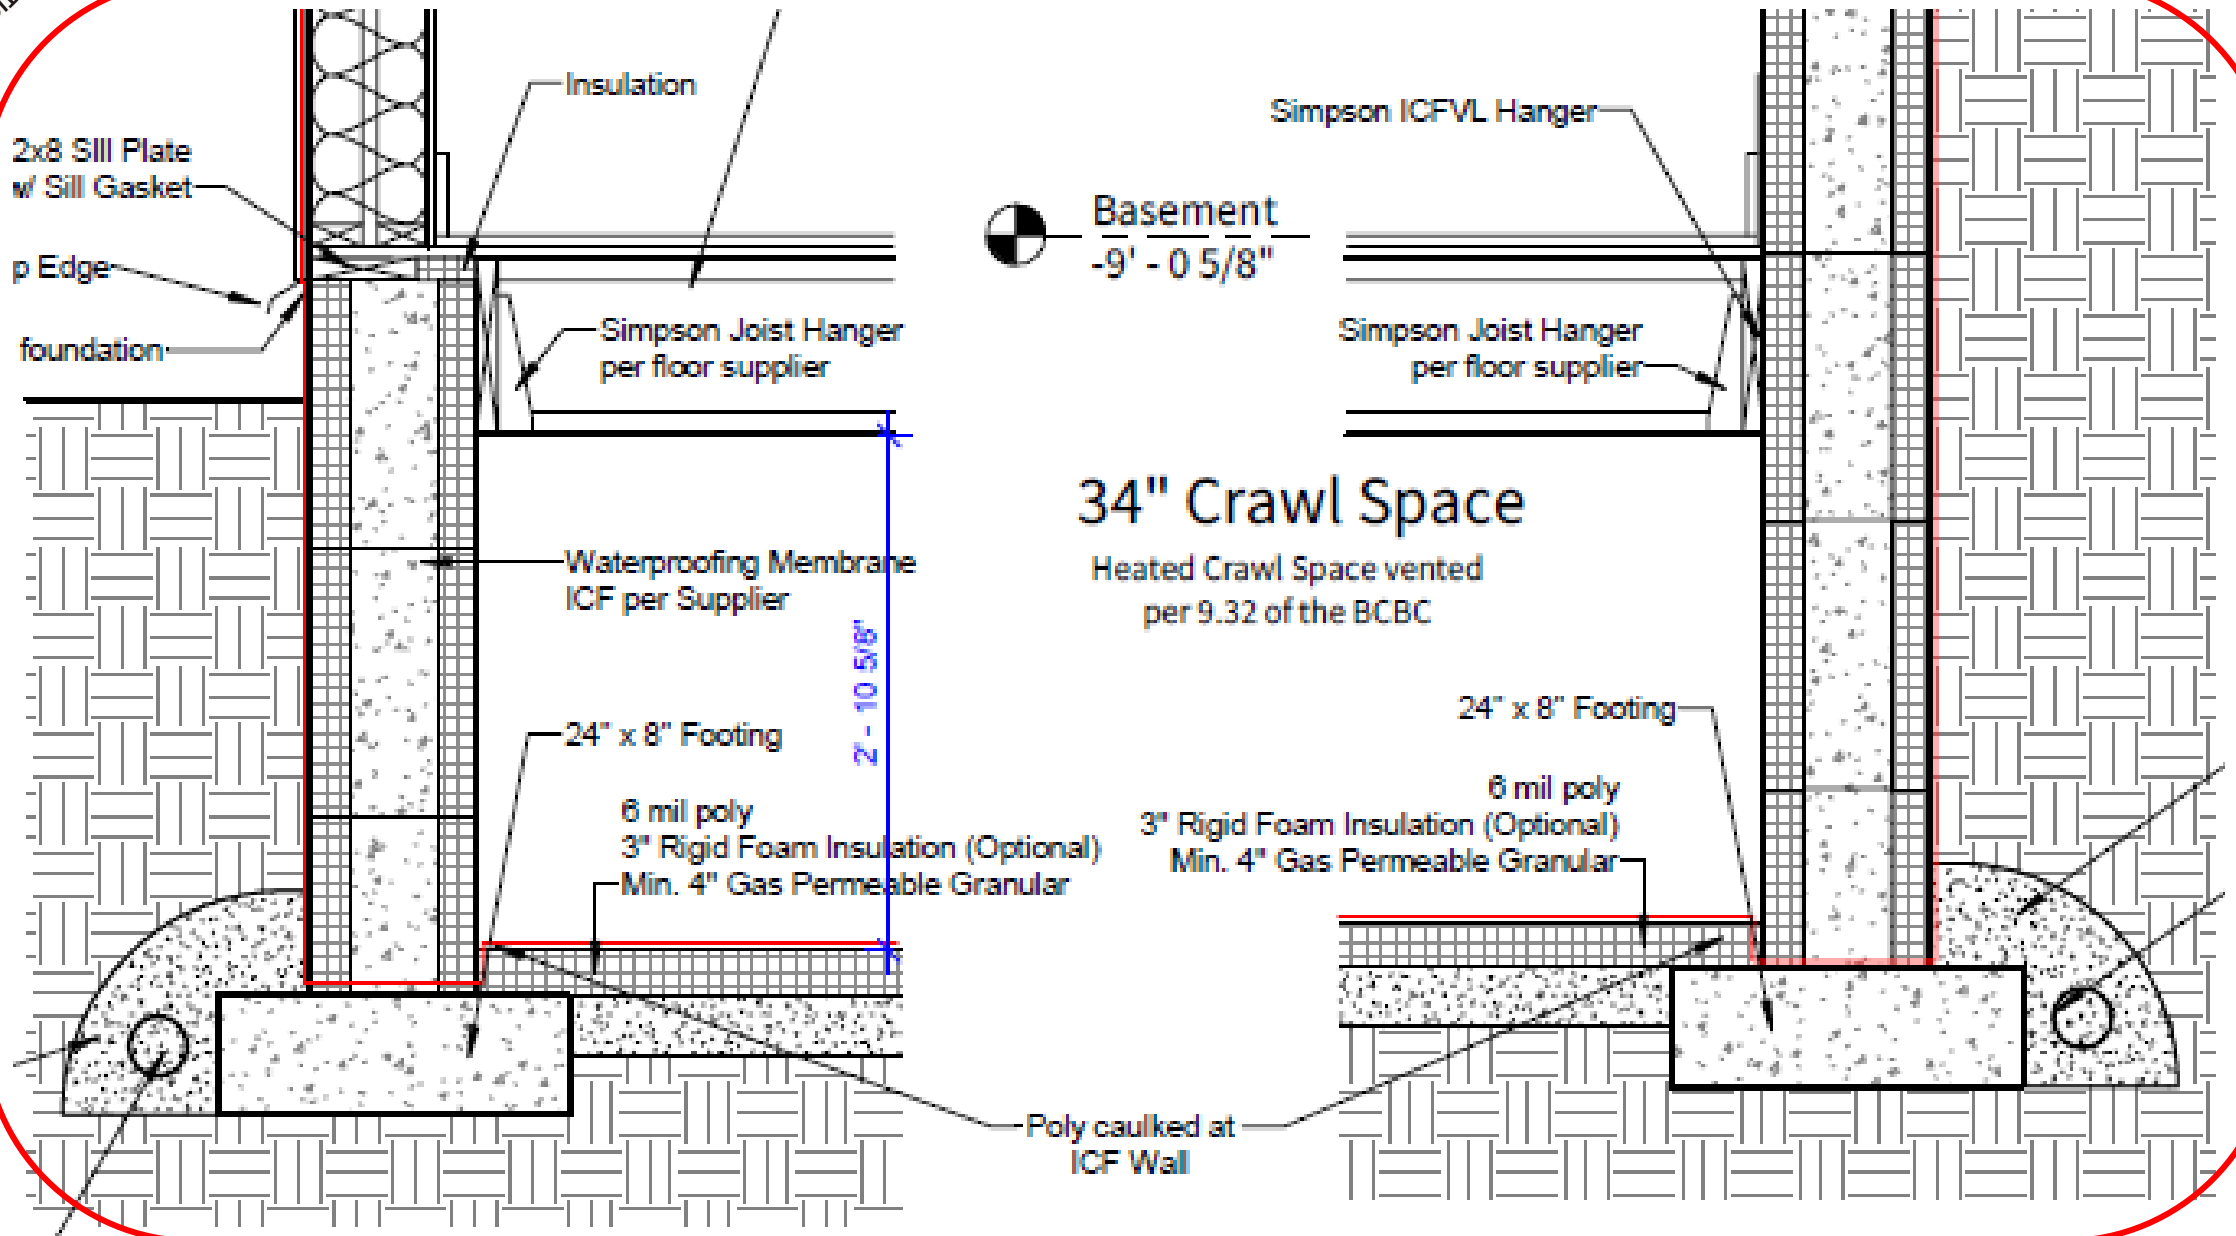 Insulation
2x8 Sill Plate
w/ Sill Gasket
p Edge
foundation
Simpson Joist Hanger
per floor supplier
Waterproofing Membrane
ICF per Supplier
2' - 10 5/8"
24" x 8" Footing
6 mil poly
3" Rigid Foam Insulation (Optional)
Min. 4" Gas Permeable Granular
Basement
-9' - 0 5/8"
Simpson ICFVL Hanger
Simpson Joist Hanger
per floor supplier
34" Crawl Space
Heated Crawl Space vented
per 9.32 of the BCBC
24" x 8" Footing
6 mil poly
3" Rigid Foam Insulation (Optional)
Min. 4" Gas Permeable Granular
Poly caulked at
ICF Wall